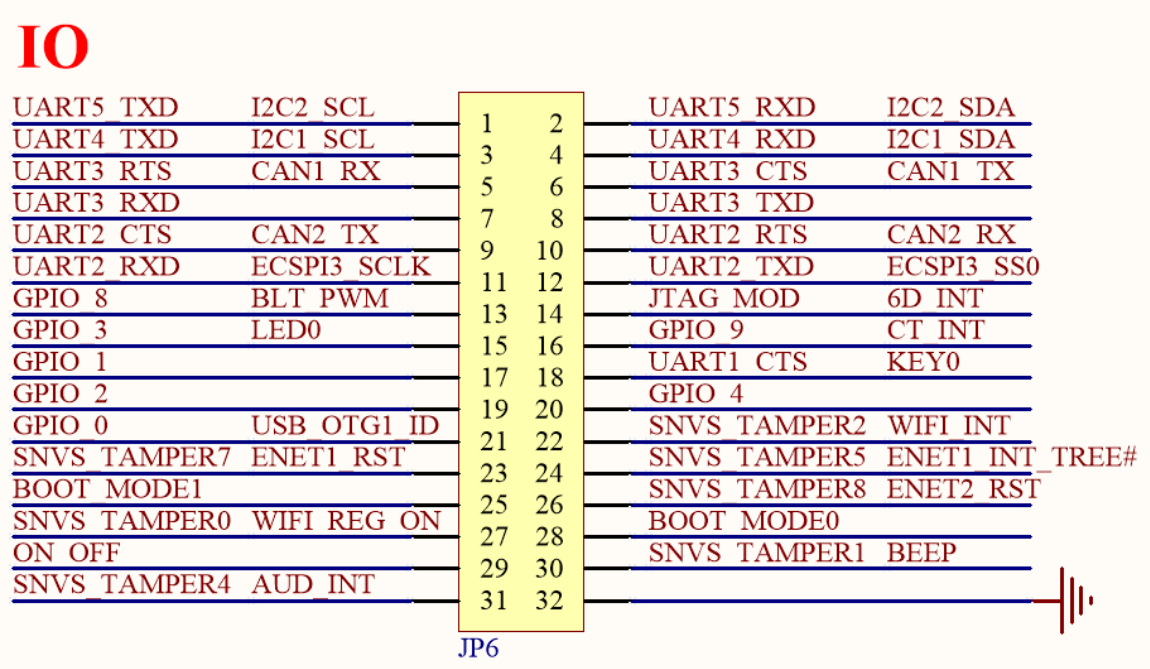 IO
UART5_TXD I2C2_SCL 1 2 UART5_RXD I2C2_SDA
UART4_TXD I2C1_SCL 3 4 UART4_RXD I2C1_SDA
UART3_RTS CAN1_RX 5 6 UART3_CTS CAN1_TX
UART3_RXD 7 8 UART3_TXD
UART2_CTS CAN2_TX 9 10 UART2_RTS CAN2_RX
UART2_RXD ECSPI3_SCLK 11 12 UART2_TXD ECSPI3_SS0
GPIO_8 BLT_PWM 13 14 JTAG_MOD 6D_INT
GPIO_3 LED0 15 16 GPIO_9 CT_INT
GPIO_1 17 18 UART1_CTS KEY0
GPIO_2 19 20 GPIO_4
GPIO_0 USB_OTG1_ID 21 22 SNVS_TAMPER2 WIFI_INT
SNVS_TAMPER7 ENET1_RST 23 24 SNVS_TAMPER5 ENET1_INT_TREE#
BOOT_MODE1 25 26 SNVS_TAMPER8 ENET2_RST
SNVS_TAMPER0 WIFI_REG_ON 27 28 BOOT_MODE0
ON_OFF 29 30 SNVS_TAMPER1 BEEP
SNVS_TAMPER4 AUD_INT 31 32
JP6